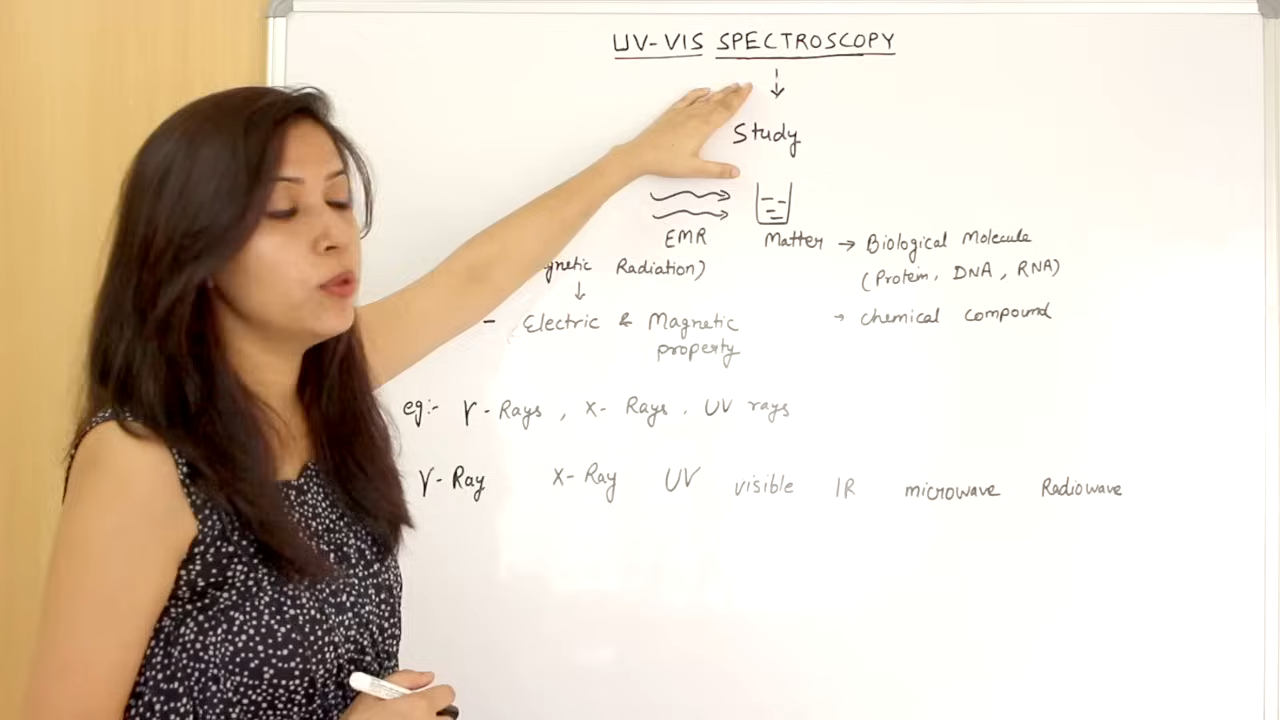 UV-VIS SPECTROSCOPY
Study
EMR Matter → Biological Molecule
gnetic Radiation) (Protein, DNA, RNA)
- Electric & Magnetic → chemical compound
property
eg:- γ-Rays, X-Rays, UV rays
γ-Ray X-Ray UV visible IR microwave Radiowave